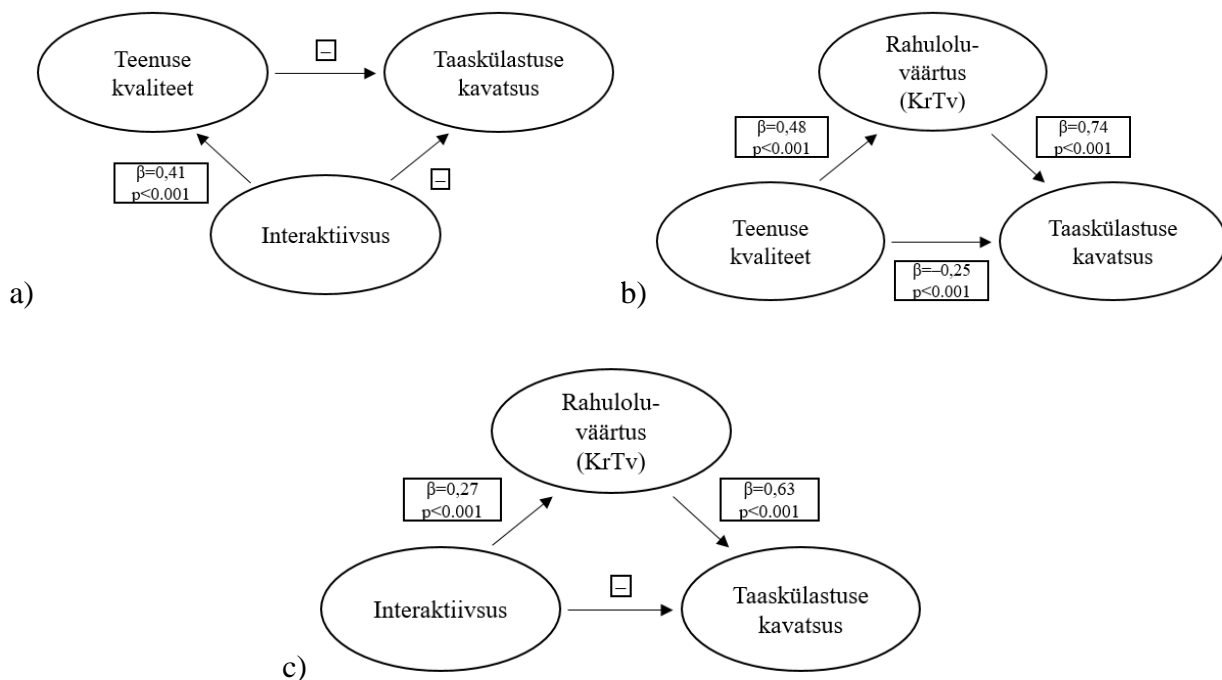 Teenuse
kvaliteet
–
Taaskülastuse
kavatsus
β=0,41
p<0.001
–
Interaktiivsus
a)
Rahulolu-
väärtus
(KrTv)
β=0,48
p<0.001
β=0,74
p<0.001
Teenuse
kvaliteet
Taaskülastuse
kavatsus
β=–0,25
p<0.001
b)
Rahulolu-
väärtus
(KrTv)
β=0,27
p<0.001
β=0,63
p<0.001
Interaktiivsus
–
Taaskülastuse
kavatsus
c)